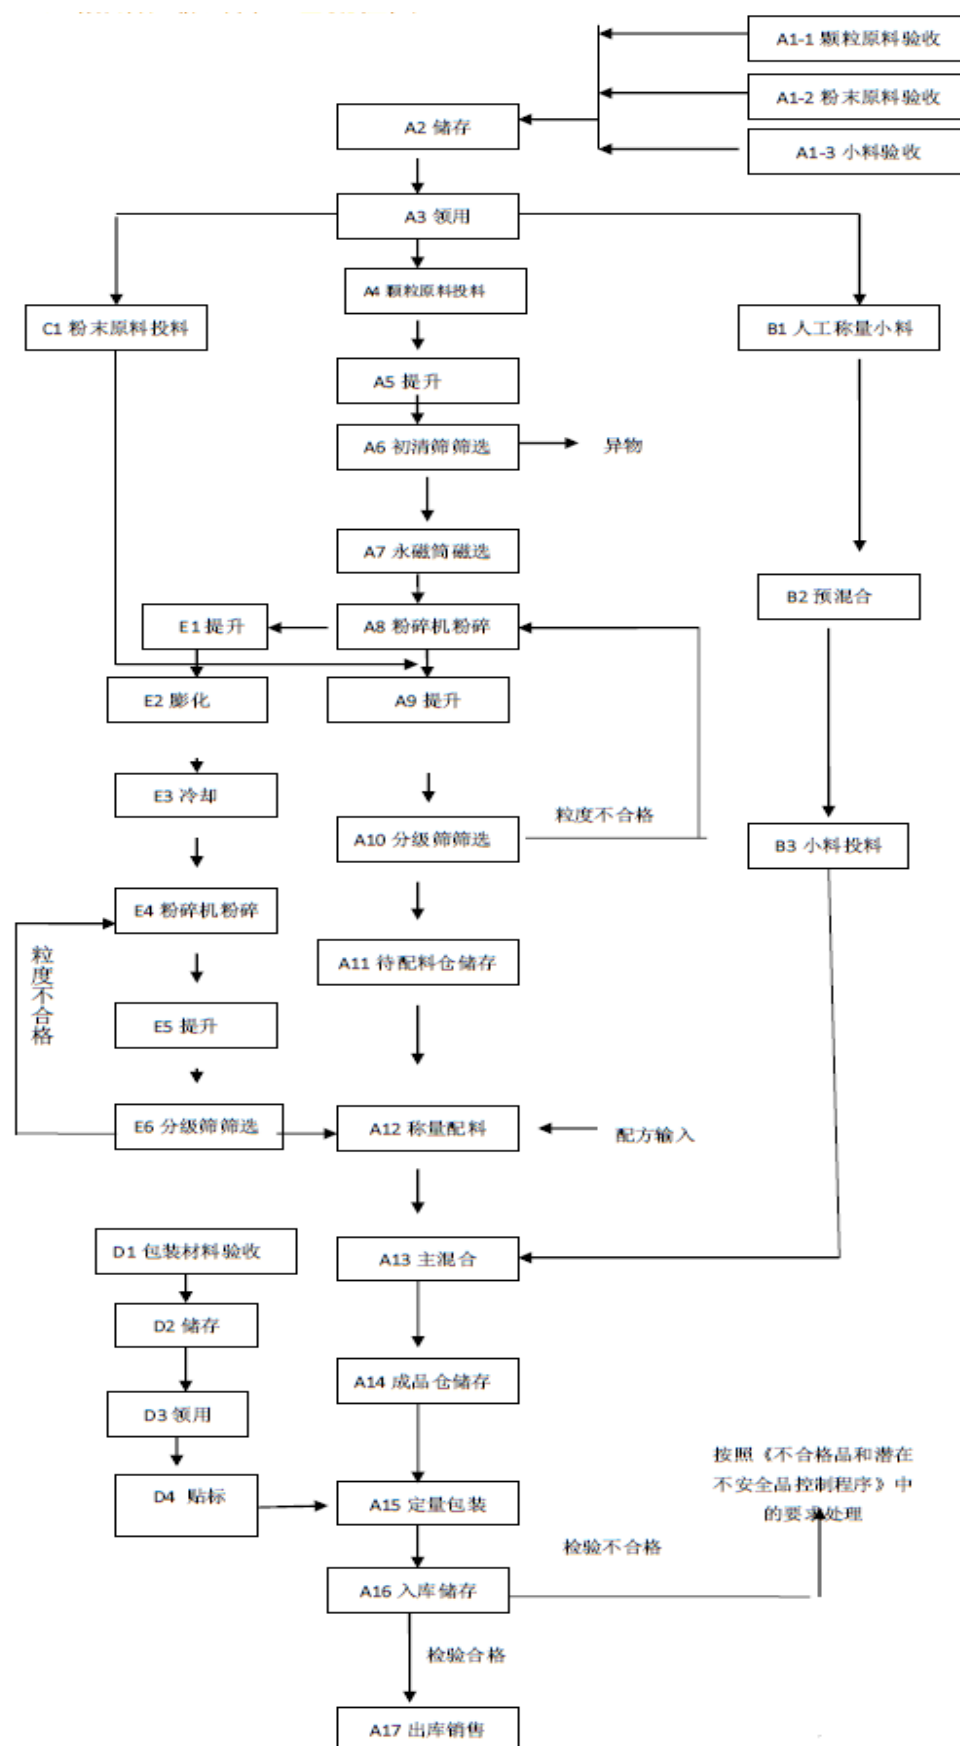 A1-1 颗粒原料验收
A1-2 粉末原料验收
A2 储存
A1-3 小料验收
A3 领用
A4 颗粒原料投料
C1 粉末原料投料
B1 人工称量小料
A5 提升
A6 初清筛筛选
异物
A7 永磁筒磁选
B2 预混合
E1 提升
A8 粉碎机粉碎
E2 膨化
A9 提升
E3 冷却
粒度不合格
A10 分级筛筛选
B3 小料投料
E4 粉碎机粉碎
粒度不合格
A11 待配料仓储存
E5 提升
E6 分级筛筛选
A12 称量配料
配方输入
D1 包装材料验收
A13 主混合
D2 储存
A14 成品仓储存
D3 领用
按照《不合格品和潜在
不安全品控制程序》中
的要求处理
D4 贴标
A15 定量包装
检验不合格
A16 入库储存
检验合格
A17 出库销售